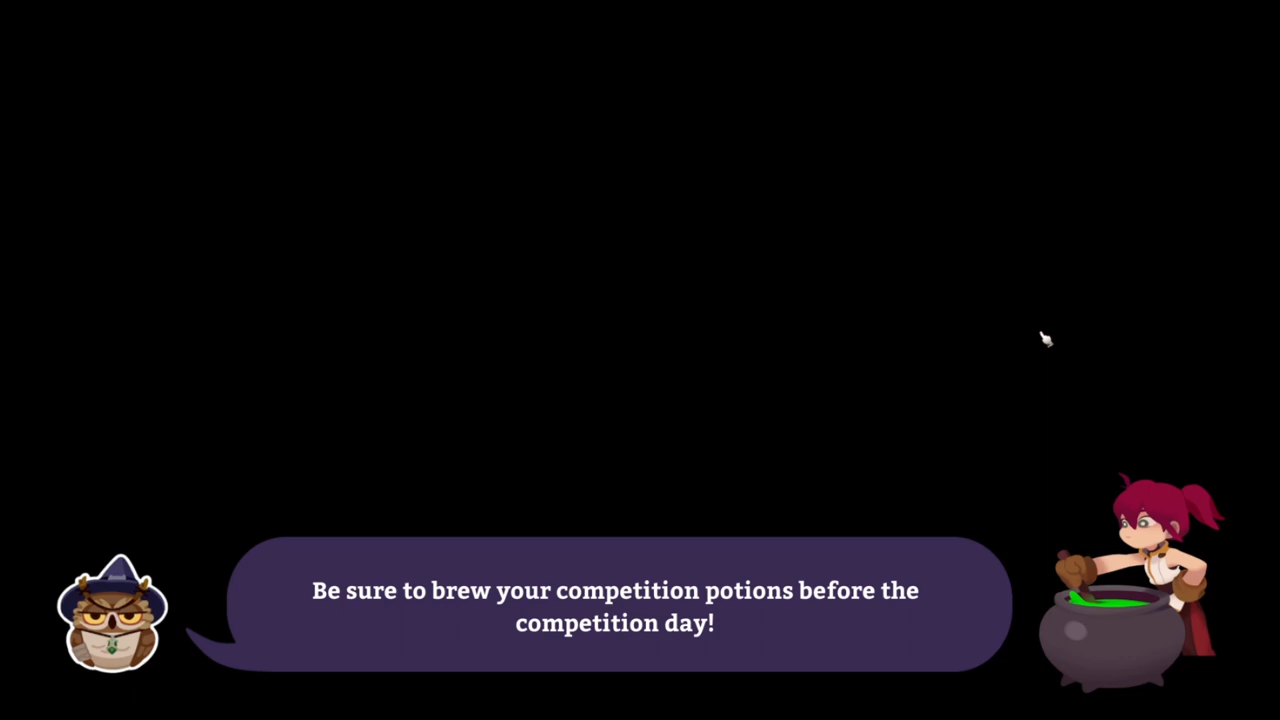 Be sure to brew your competition potions before the
competition day!